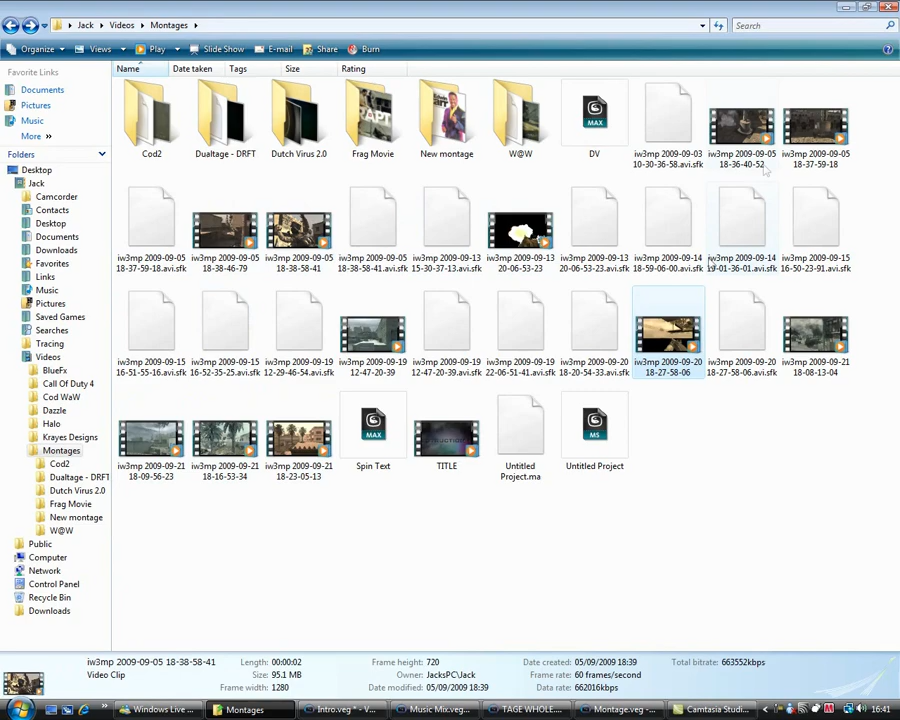 Jack ▸ Videos ▸ Montages ▸
Search
Organize Views Play Slide Show E-mail Share Burn
Favorite Links
Documents
Pictures
Music
More »
Folders
Desktop
Jack
Camcorder
Contacts
Desktop
Documents
Downloads
Favorites
Links
Music
Pictures
Saved Games
Searches
Tracing
Videos
BlueFx
Call Of Duty 4
Cod WaW
Dazzle
Halo
Krayes Designs
Montages
Cod2
Dualtage - DRFT
Dutch Virus 2.0
Frag Movie
New montage
W@W
Public
Computer
Network
Control Panel
Recycle Bin
Downloads
Name Date taken Tags Size Rating
Cod2
Dualtage - DRFT
Dutch Virus 2.0
Frag Movie
New montage
W@W
MAX
DV
iw3mp 2009-09-03
10-30-36-58.avi.sfk
iw3mp 2009-09-05
18-36-40-52
iw3mp 2009-09-05
18-37-59-18
iw3mp 2009-09-05
18-37-59-18.avi.sfk
iw3mp 2009-09-05
18-38-46-79
iw3mp 2009-09-05
18-38-58-41
iw3mp 2009-09-05
18-38-58-41.avi.sfk
iw3mp 2009-09-13
15-30-37-13.avi.sfk
iw3mp 2009-09-13
20-06-53-23
iw3mp 2009-09-13
20-06-53-23.avi.sfk
iw3mp 2009-09-14
18-59-06-00.avi.sfk
iw3mp 2009-09-14
19-01-36-01.avi.sfk
iw3mp 2009-09-15
16-50-23-91.avi.sfk
iw3mp 2009-09-15
16-51-55-16.avi.sfk
iw3mp 2009-09-15
16-52-35-25.avi.sfk
iw3mp 2009-09-19
12-29-46-54.avi.sfk
iw3mp 2009-09-19
12-47-20-39
iw3mp 2009-09-19
12-47-20-39.avi.sfk
iw3mp 2009-09-19
22-06-51-41.avi.sfk
iw3mp 2009-09-20
18-20-54-33.avi.sfk
iw3mp 2009-09-20
18-27-58-06
iw3mp 2009-09-20
18-27-58-06.avi.sfk
iw3mp 2009-09-21
18-08-13-04
iw3mp 2009-09-21
18-09-56-23
iw3mp 2009-09-21
18-16-53-34
iw3mp 2009-09-21
18-23-05-13
MAX
Spin Text
TITLE
Untitled
Project.ma
MS
Untitled Project
iw3mp 2009-09-05 18-38-58-41
Video Clip
Length: 00:00:02
Size: 95.1 MB
Frame width: 1280
Frame height: 720
Owner: JacksPC\Jack
Date modified: 05/09/2009 18:39
Date created: 05/09/2009 18:39
Frame rate: 60 frames/second
Data rate: 662016kbps
Total bitrate: 663552kbps
Windows Live ... Montages Intro.veg * - V... Music Mix.veg... TAGE WHOLE... Montage.veg -... Camtasia Studi... 16:41